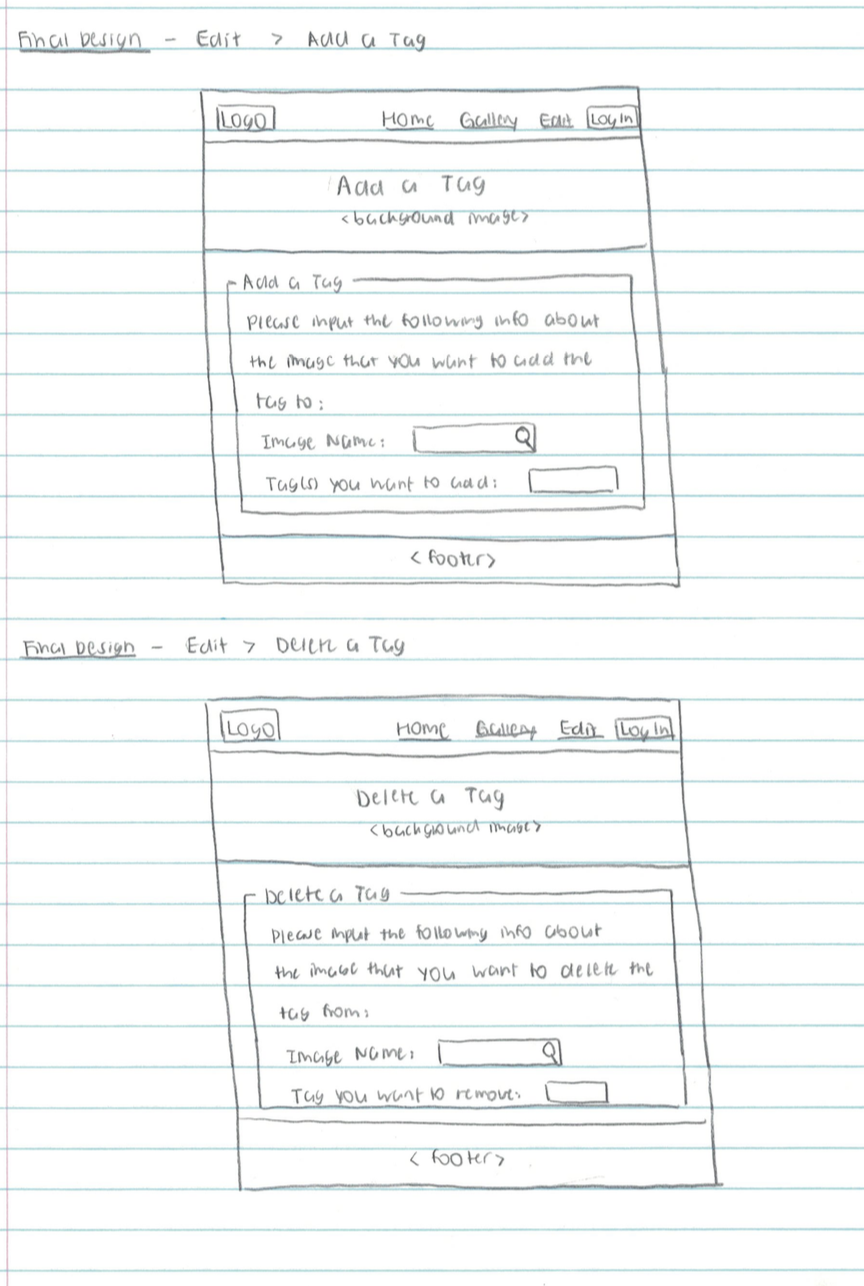 Final Design - Edit > Add a Tag
Logo Home Gallery Edit Log In
Add a Tag
<background image>
Add a Tag
Please input the following info about
the image that you want to add the
tag to:
Image Name:
Tag(s) you want to add:
<footer>
Final Design - Edit > Delete a Tag
Logo Home Gallery Edit Log In
Delete a Tag
<background image>
Delete a Tag
Please input the following info about
the image that you want to delete the
tag from:
Image Name:
Tag you want to remove:
<footer>